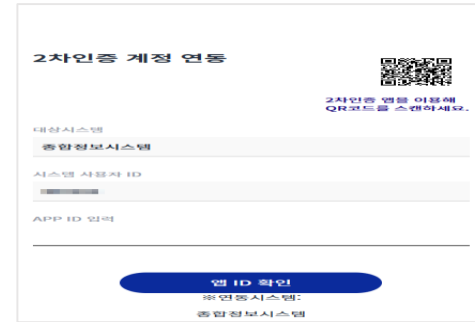 2차인증 계정 연동
2차인증 앱을 이용해
QR코드를 스캔하세요.
대상시스템
종합정보시스템
시스템 사용자 ID
APP ID 입력
앱 ID 확인
※연동시스템:
종합정보시스템